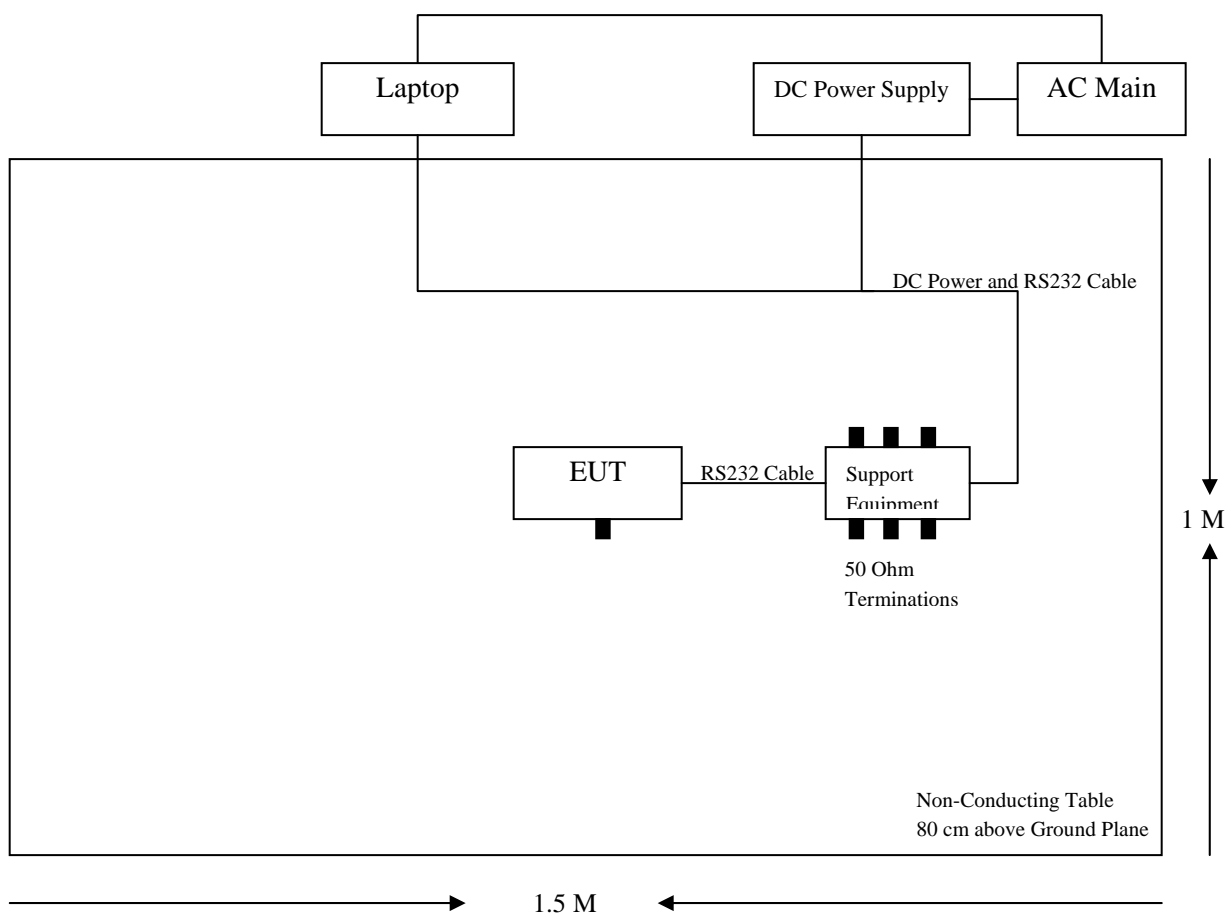 Laptop
DC Power Supply
AC Main
DC Power and RS232 Cable
EUT
RS232 Cable
Support
Equipment
1 M
50 Ohm
Terminations
Non-Conducting Table
80 cm above Ground Plane
1.5 M